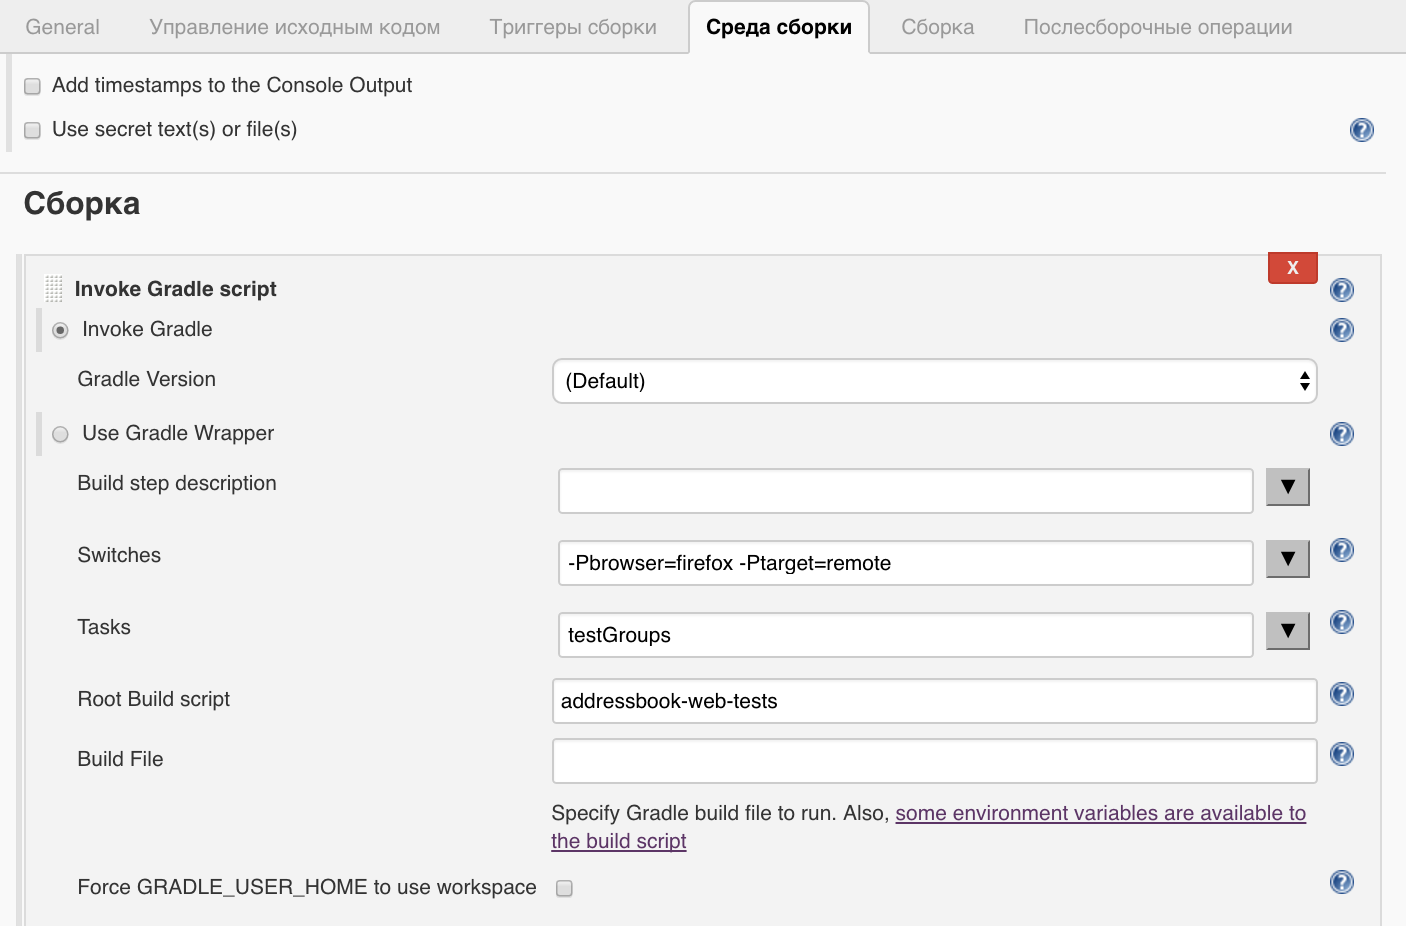 General Управление исходным кодом Триггеры сборки Среда сборки Сборка Послесборочные операции
Add timestamps to the Console Output
Use secret text(s) or file(s)
Сборка
X
Invoke Gradle script
Invoke Gradle
Gradle Version (Default)
Use Gradle Wrapper
Build step description
Switches -Pbrowser=firefox -Ptarget=remote
Tasks testGroups
Root Build script addressbook-web-tests
Build File
Specify Gradle build file to run. Also, some environment variables are available to
the build script
Force GRADLE_USER_HOME to use workspace